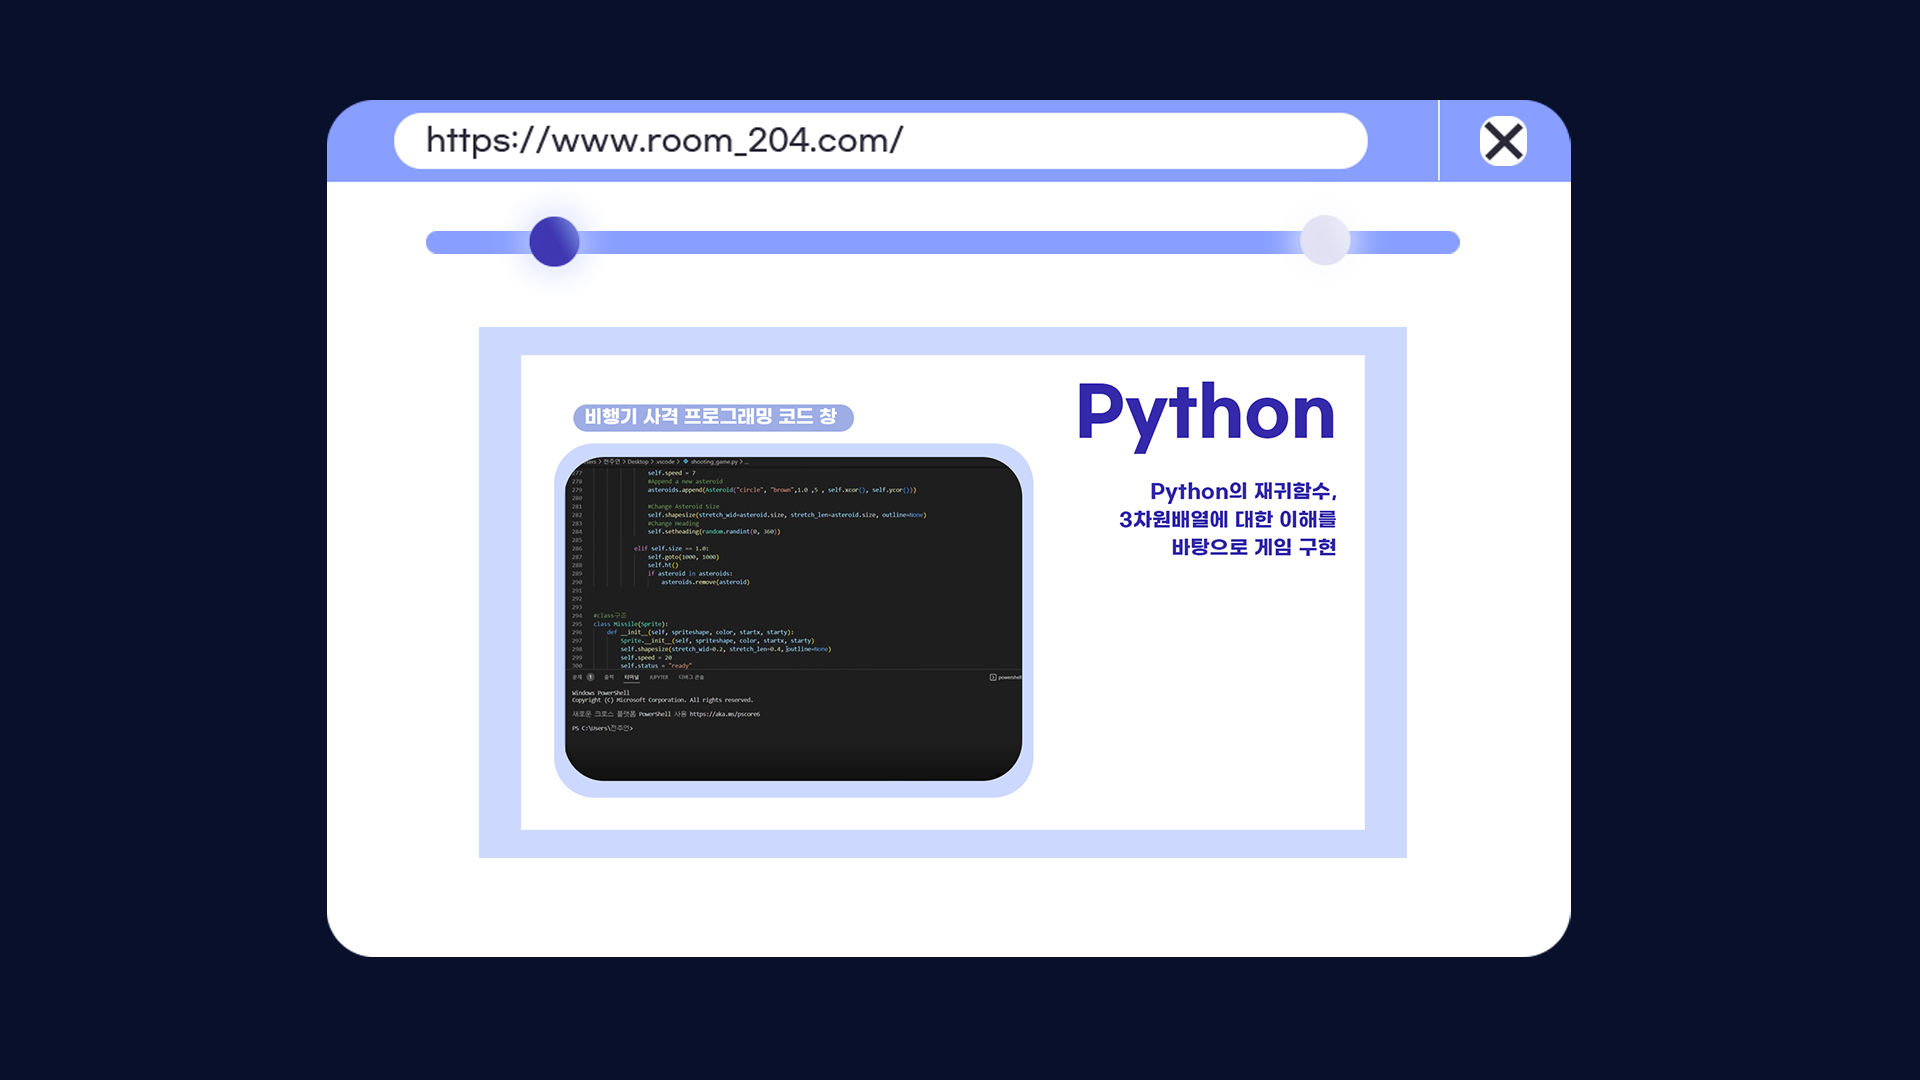 https://www.room_204.com/
Python
Python의 재귀함수,
3차원배열에 대한 이해를
바탕으로 게임 구현
비행기 사격 프로그래밍 코드 창
> 전주언 > Desktop > .vscode > shooting_game.py > ...
277 self.speed = 7
278 #Append a new asteroid
279 asteroids.append(Asteroid("circle", "brown",1.0 ,5 , self.xcor(), self.ycor()))
280
281 #Change Asteroid Size
282 self.shapesize(stretch_wid=asteroid.size, stretch_len=asteroid.size, outline=None)
283 #Change Heading
284 self.setheading(random.randint(0, 360))
285
286 elif self.size == 1.0:
287 self.goto(1000, 1000)
288 self.ht()
289 if asteroid in asteroids:
290 asteroids.remove(asteroid)
291
292
293
294 #class구조
295 class Missile(Sprite):
296 def __init__(self, spriteshape, color, startx, starty):
297 Sprite.__init__(self, spriteshape, color, startx, starty)
298 self.shapesize(stretch_wid=0.2, stretch_len=0.4, outline=None)
299 self.speed = 20
300 self.status = "ready"
문제 1 출력 터미널 JUPYTER 디버그 콘솔 powershell
Windows PowerShell
Copyright (C) Microsoft Corporation. All rights reserved.
새로운 크로스 플랫폼 PowerShell 사용 https://aka.ms/pscore6
PS C:\Users\전주언>